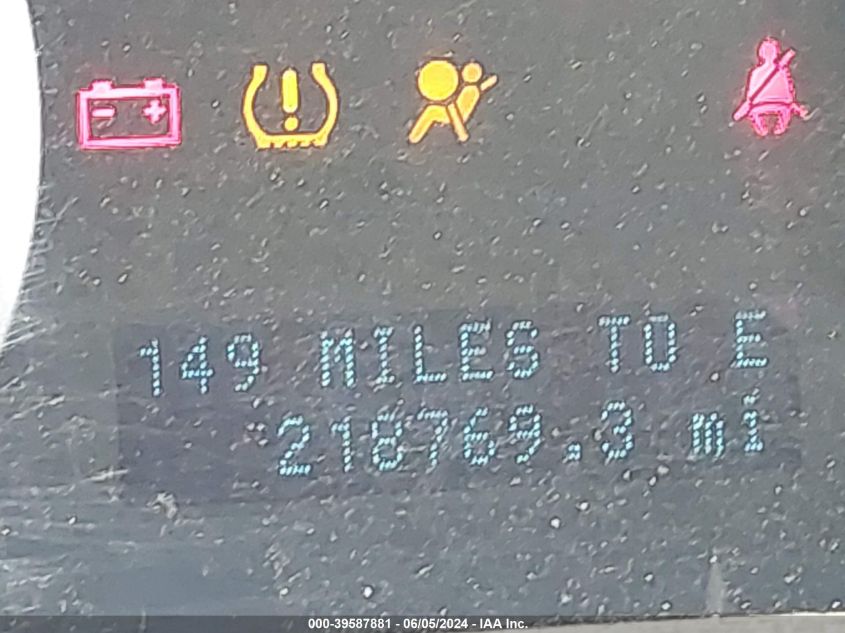 149 MILES TO E
218769.3 mi
000-39587881 - 06/05/2024 - IAA Inc.